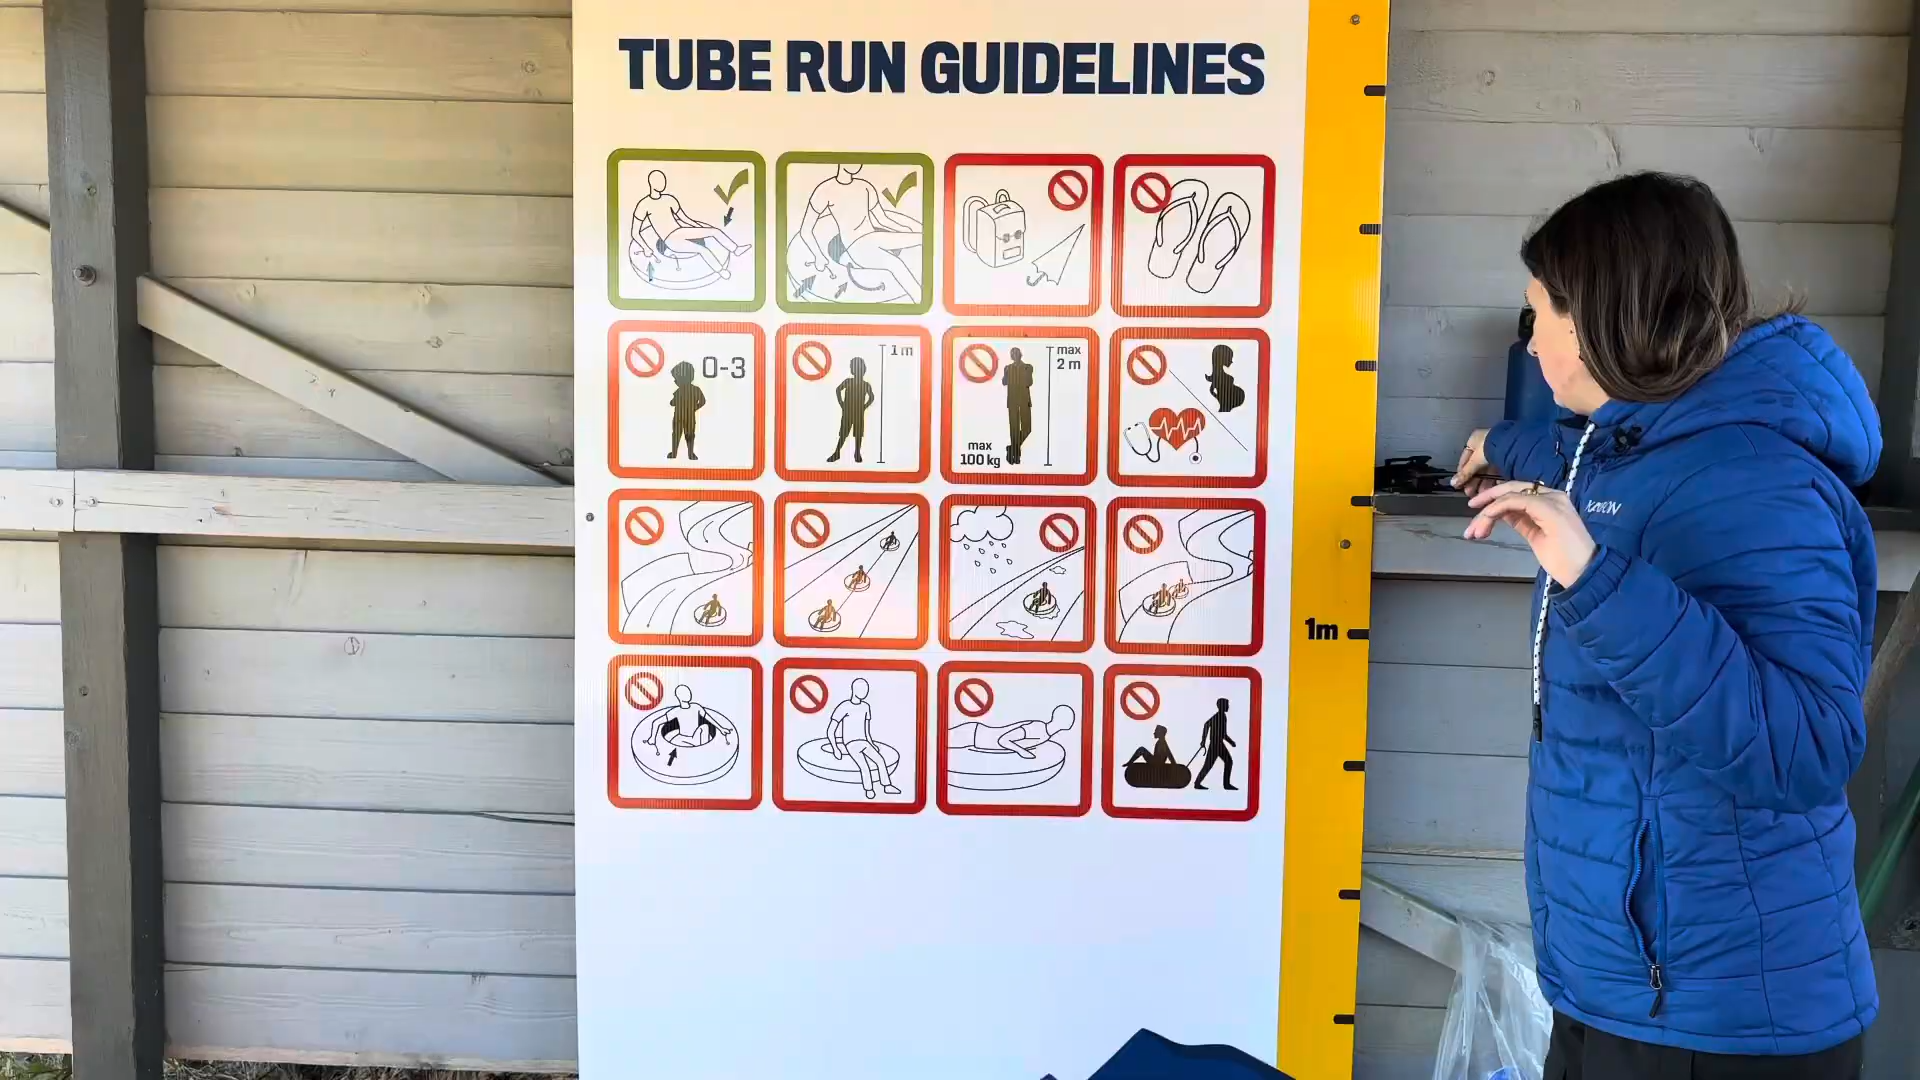 TUBE RUN GUIDELINES
0-3
1 m
max
2 m
max
100 kg
1m